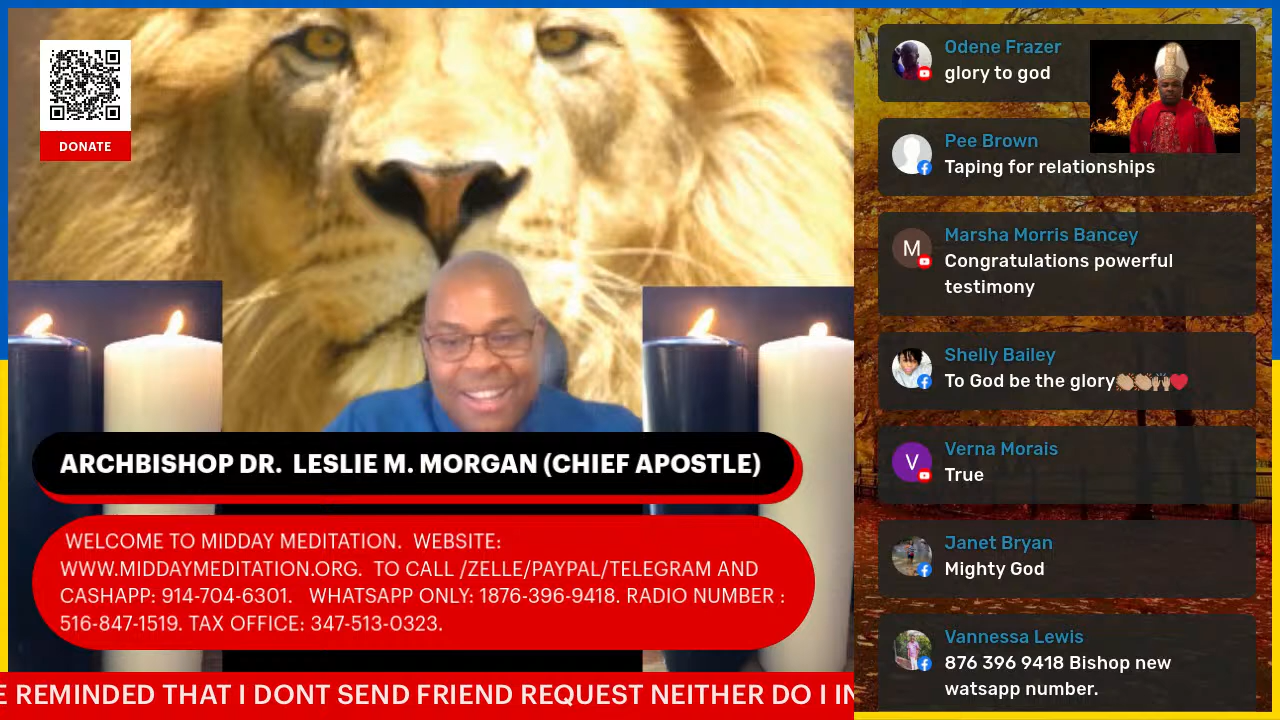 DONATE
ARCHBISHOP DR. LESLIE M. MORGAN (CHIEF APOSTLE)
WELCOME TO MIDDAY MEDITATION. WEBSITE:
WWW.MIDDAYMEDITATION.ORG. TO CALL /ZELLE/PAYPAL/TELEGRAM AND
CASHAPP: 914-704-6301. WHATSAPP ONLY: 1876-396-9418. RADIO NUMBER :
516-847-1519. TAX OFFICE: 347-513-0323.
E REMINDED THAT I DONT SEND FRIEND REQUEST NEITHER DO I IN
Odene Frazer
glory to god
Pee Brown
Taping for relationships
M
Marsha Morris Bancey
Congratulations powerful
testimony
Shelly Bailey
To God be the glory👏🏼👏🏼🙌🏼❤️
V
Verna Morais
True
Janet Bryan
Mighty God
Vannessa Lewis
876 396 9418 Bishop new
watsapp number.